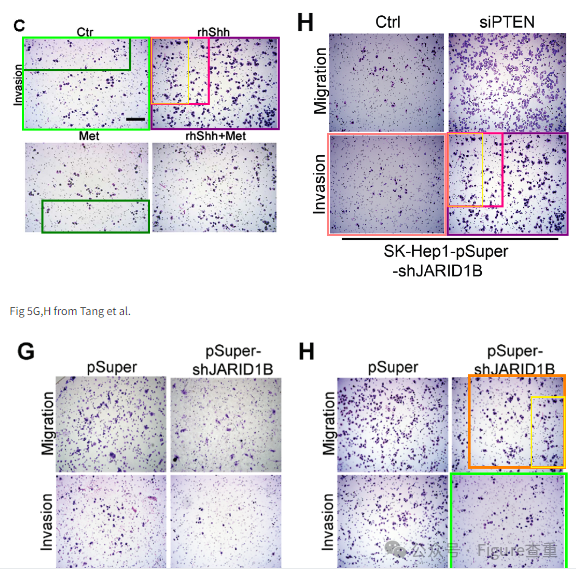 C
Ctr
rhShh
Invasion
Met
rhShh+Met
H
Ctrl
siPTEN
Migration
Invasion
SK-Hep1-pSuper
-shJARID1B
Fig 5G,H from Tang et al.
G
pSuper
pSuper-
shJARID1B
Migration
Invasion
H
pSuper
pSuper-
shJARID1B
Migration
Invasion
公众号 · Figure查重